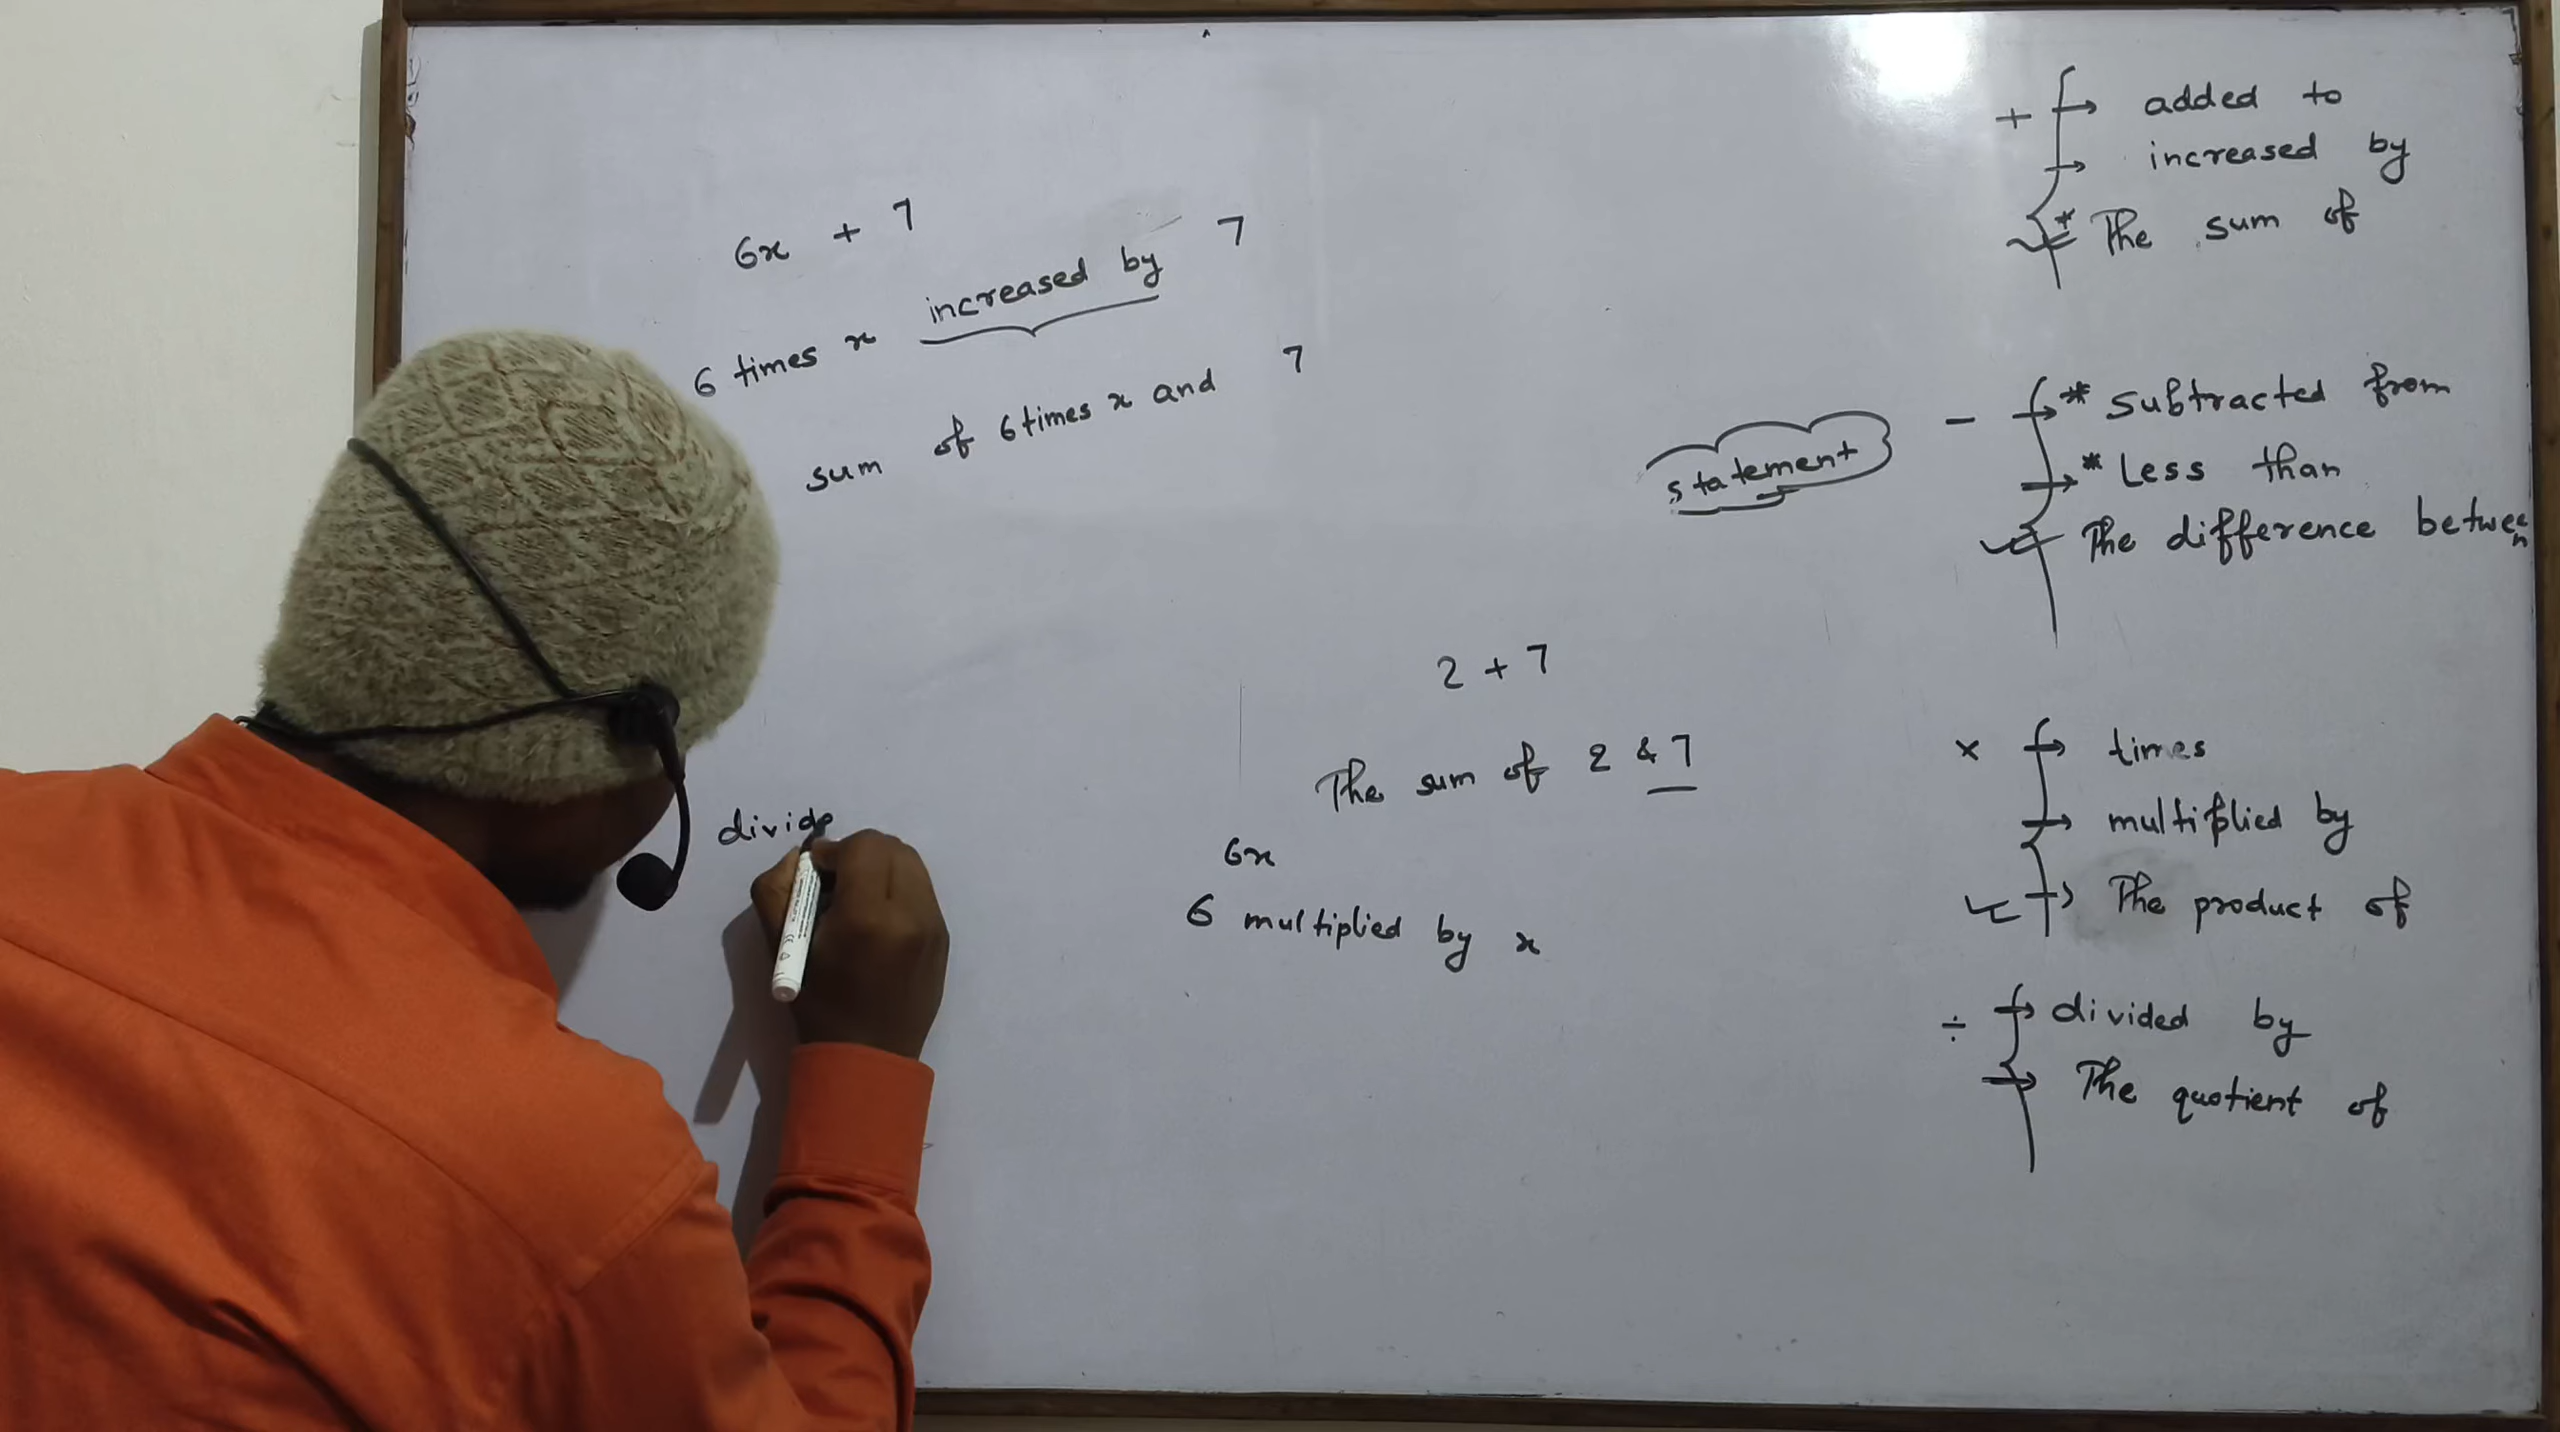 6x + 7
6 times x increased by 7
sum of 6 times x and 7
divide
2 + 7
The sum of 2 & 7
6x
6 multiplied by x
statement
+ added to
increased by
* The sum of
- * subtracted from
* Less than
The difference between
× times
multiplied by
The product of
÷ divided by
The quotient of